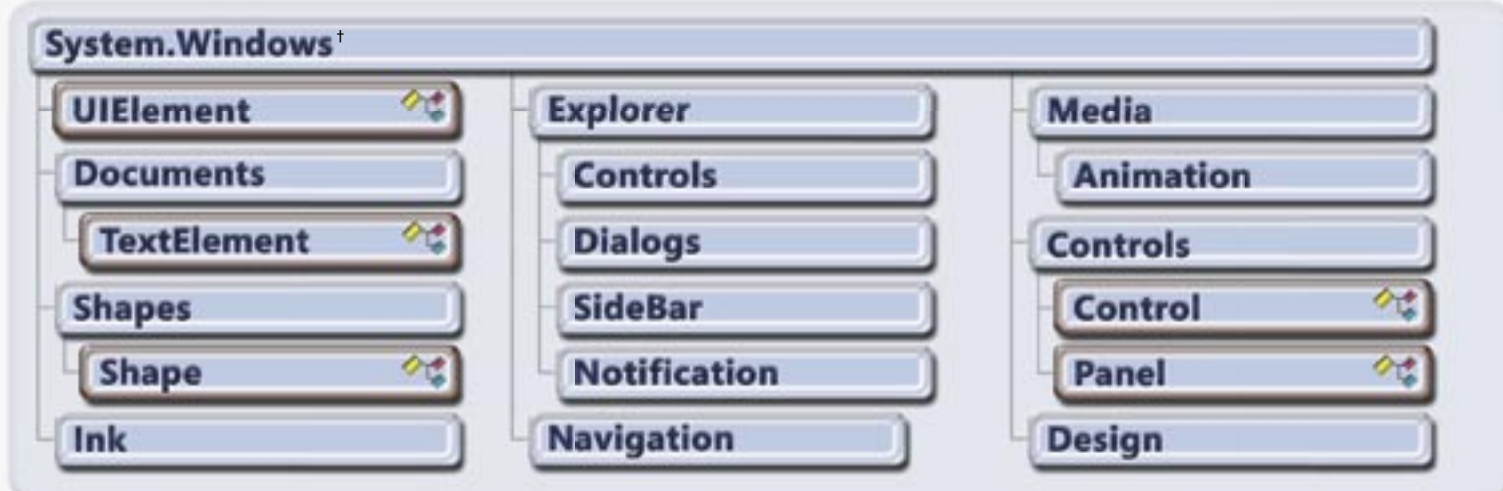 System.Windows†
UIElement
Documents
TextElement
Shapes
Shape
Ink
Explorer
Controls
Dialogs
SideBar
Notification
Navigation
Media
Animation
Controls
Control
Panel
Design